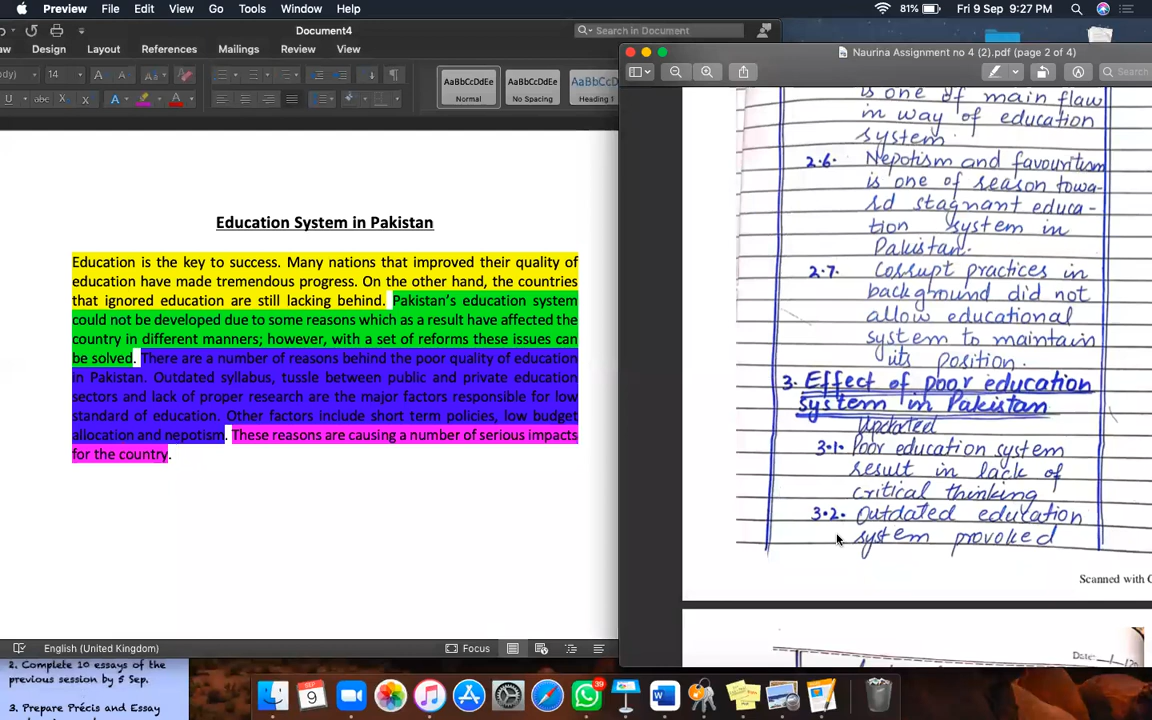 Preview File Edit View Go Tools Window Help 81% Fri 9 Sep 9:27 PM
Document4
Search in Document
Design Layout References Mailings Review View
14
AaBbCcDdEe AaBbCcDdEe AaBbCcDc
Normal No Spacing Heading 1
Education System in Pakistan
Education is the key to success. Many nations that improved their quality of
education have made tremendous progress. On the other hand, the countries
that ignored education are still lacking behind. Pakistan's education system
could not be developed due to some reasons which as a result have affected the
country in different manners; however, with a set of reforms these issues can
be solved. There are a number of reasons behind the poor quality of education
in Pakistan. Outdated syllabus, tussle between public and private education
sectors and lack of proper research are the major factors responsible for low
standard of education. Other factors include short term policies, low budget
allocation and nepotism. These reasons are causing a number of serious impacts
for the country.
English (United Kingdom) Focus
2. Complete 10 essays of the
previous session by 5 Sep.
3. Prepare Précis and Essay
Naurina Assignment no 4 (2).pdf (page 2 of 4)
Search
is one of main flaw
in way of education
system.
2.6. Nepotism and favouritism
is one of season towa-
rd stagnant educa-
tion system in
Pakistan.
2.7. Corrupt practices in
background did not
allow educational
system to maintain
its position.
3. Effect of poor education
system in Pakistan
Updated
3.1. Poor education system
result in lack of
critical thinking
3.2. Outdated education
system provoked
Scanned with C
Date:
9
39